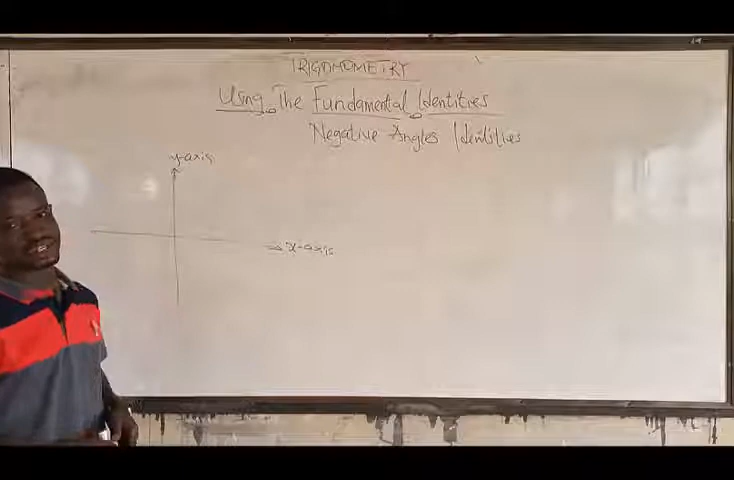 TRIGONOMETRY
Using The Fundamental Identities
Negative Angles Identities
y-axis
x-axis